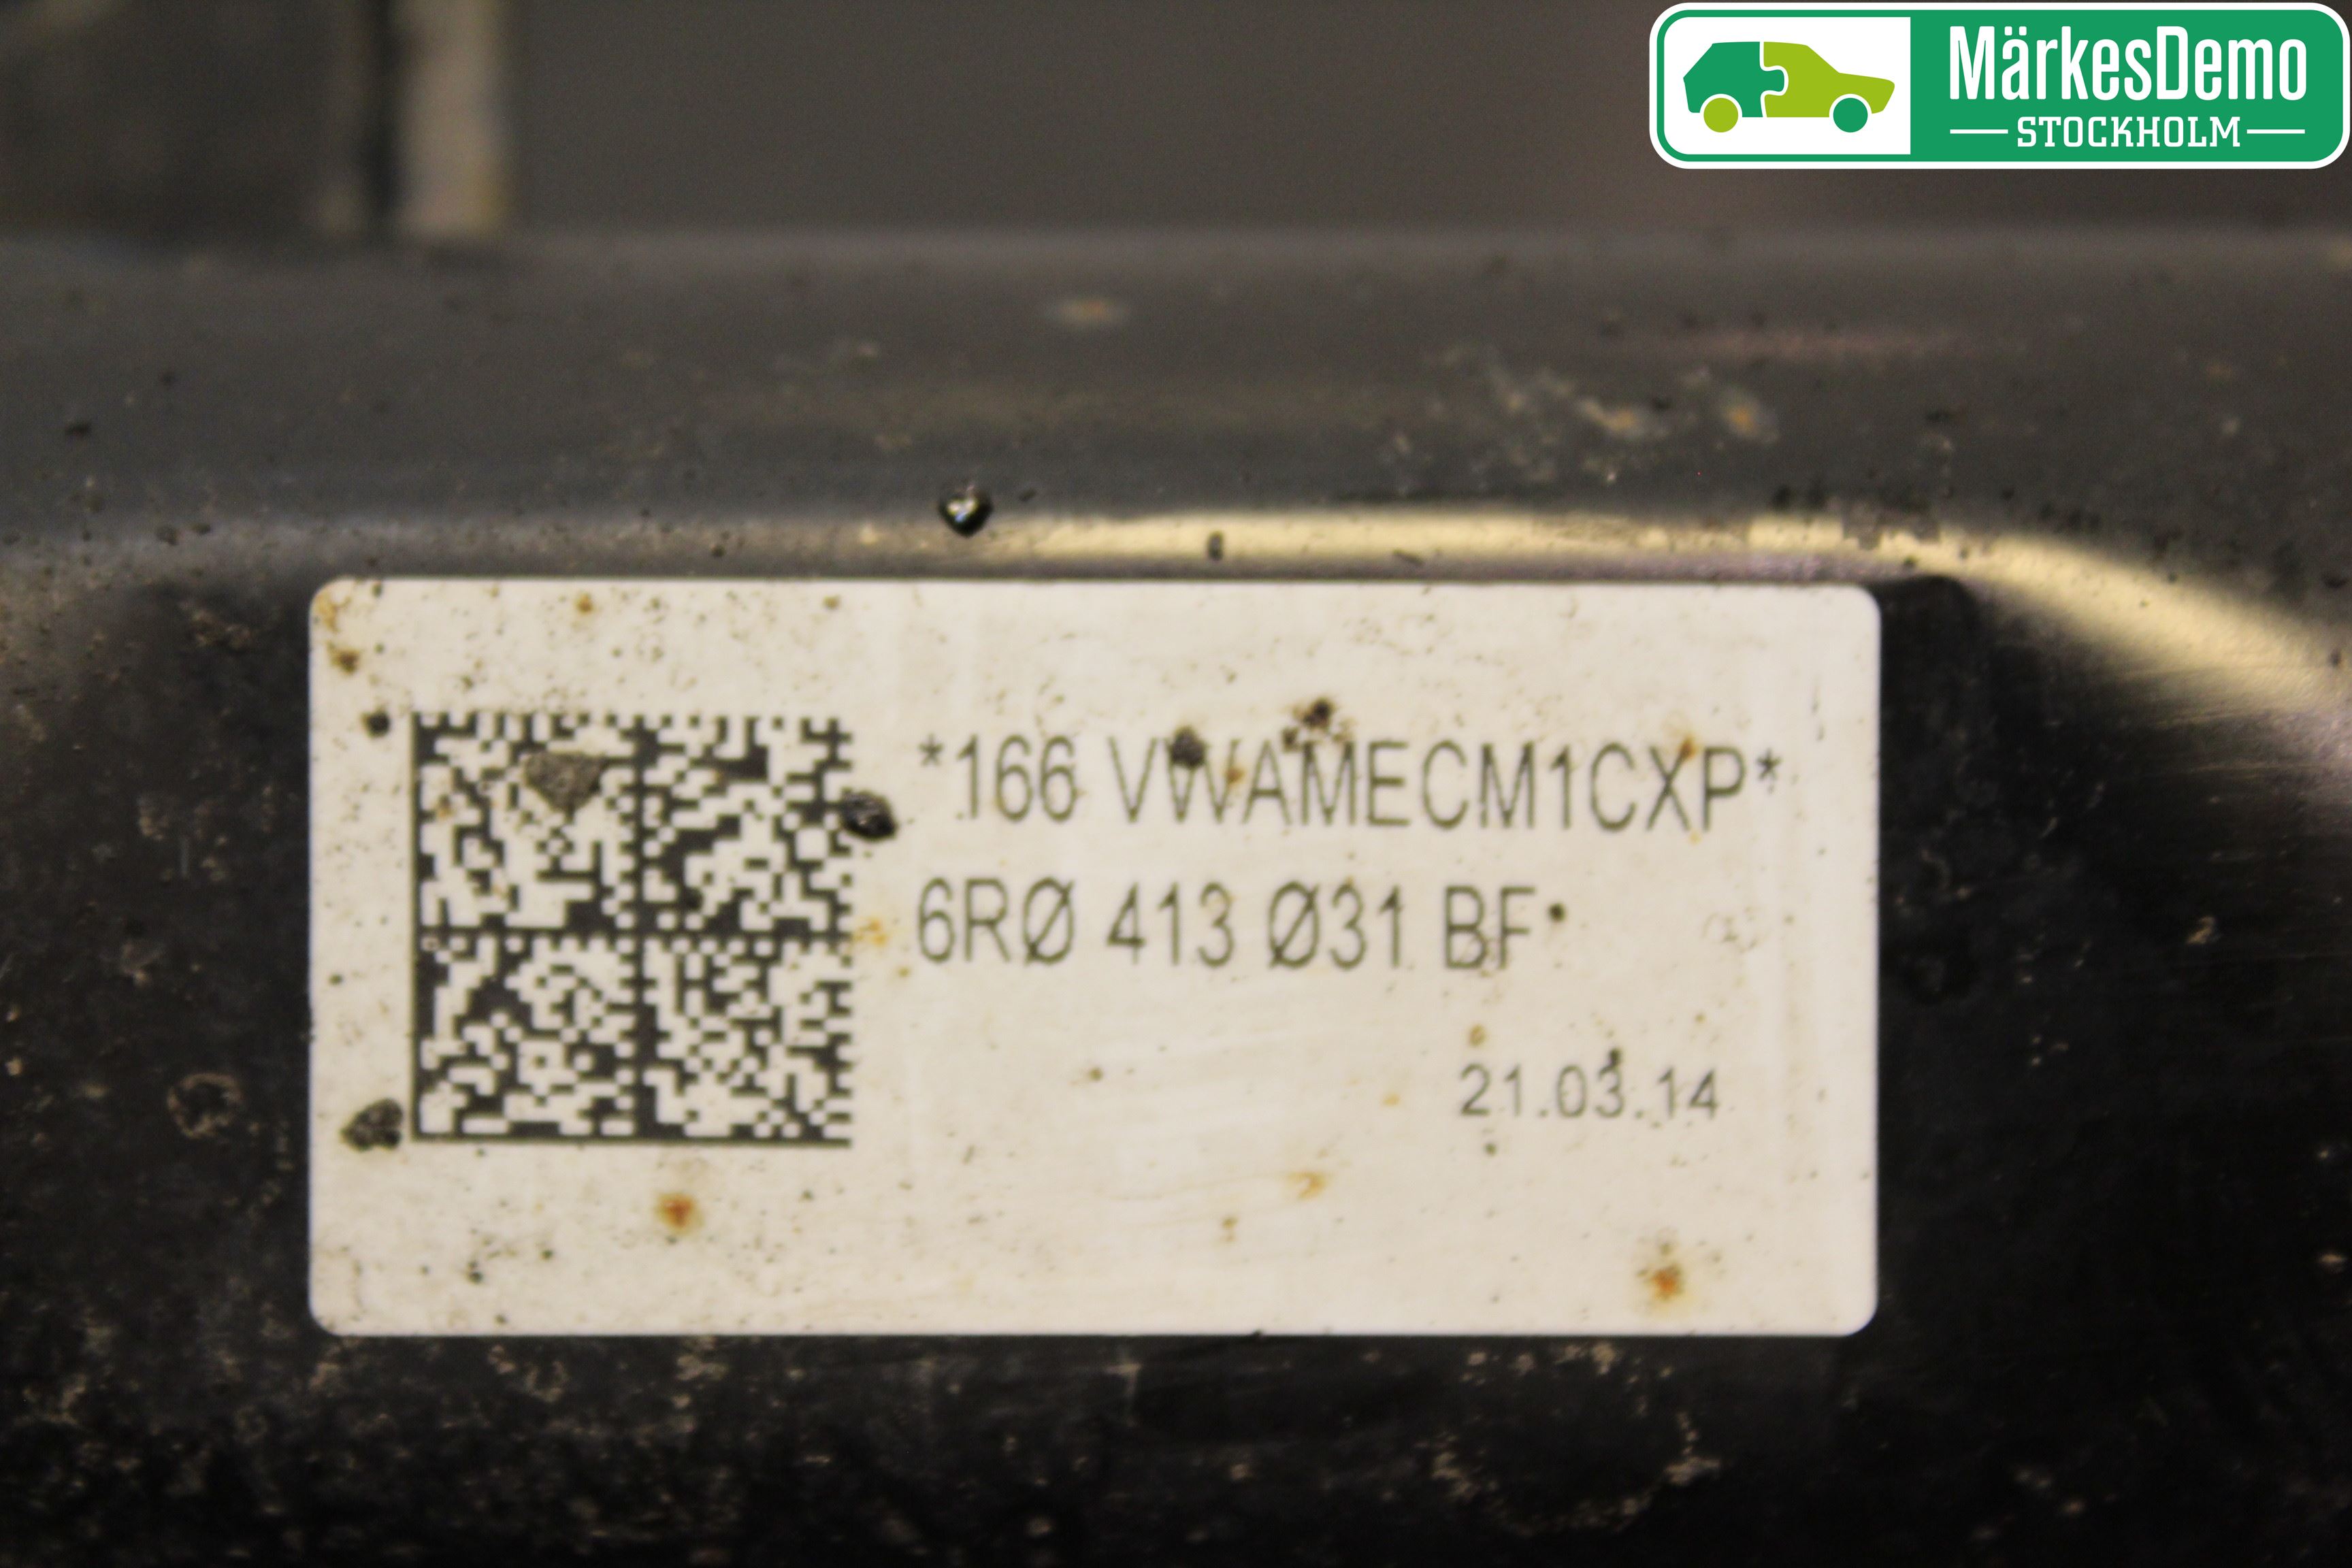 MärkesDemo
STOCKHOLM
*166 VWAMECM1CXP*
6RØ 413 Ø31 BF
21.03.14